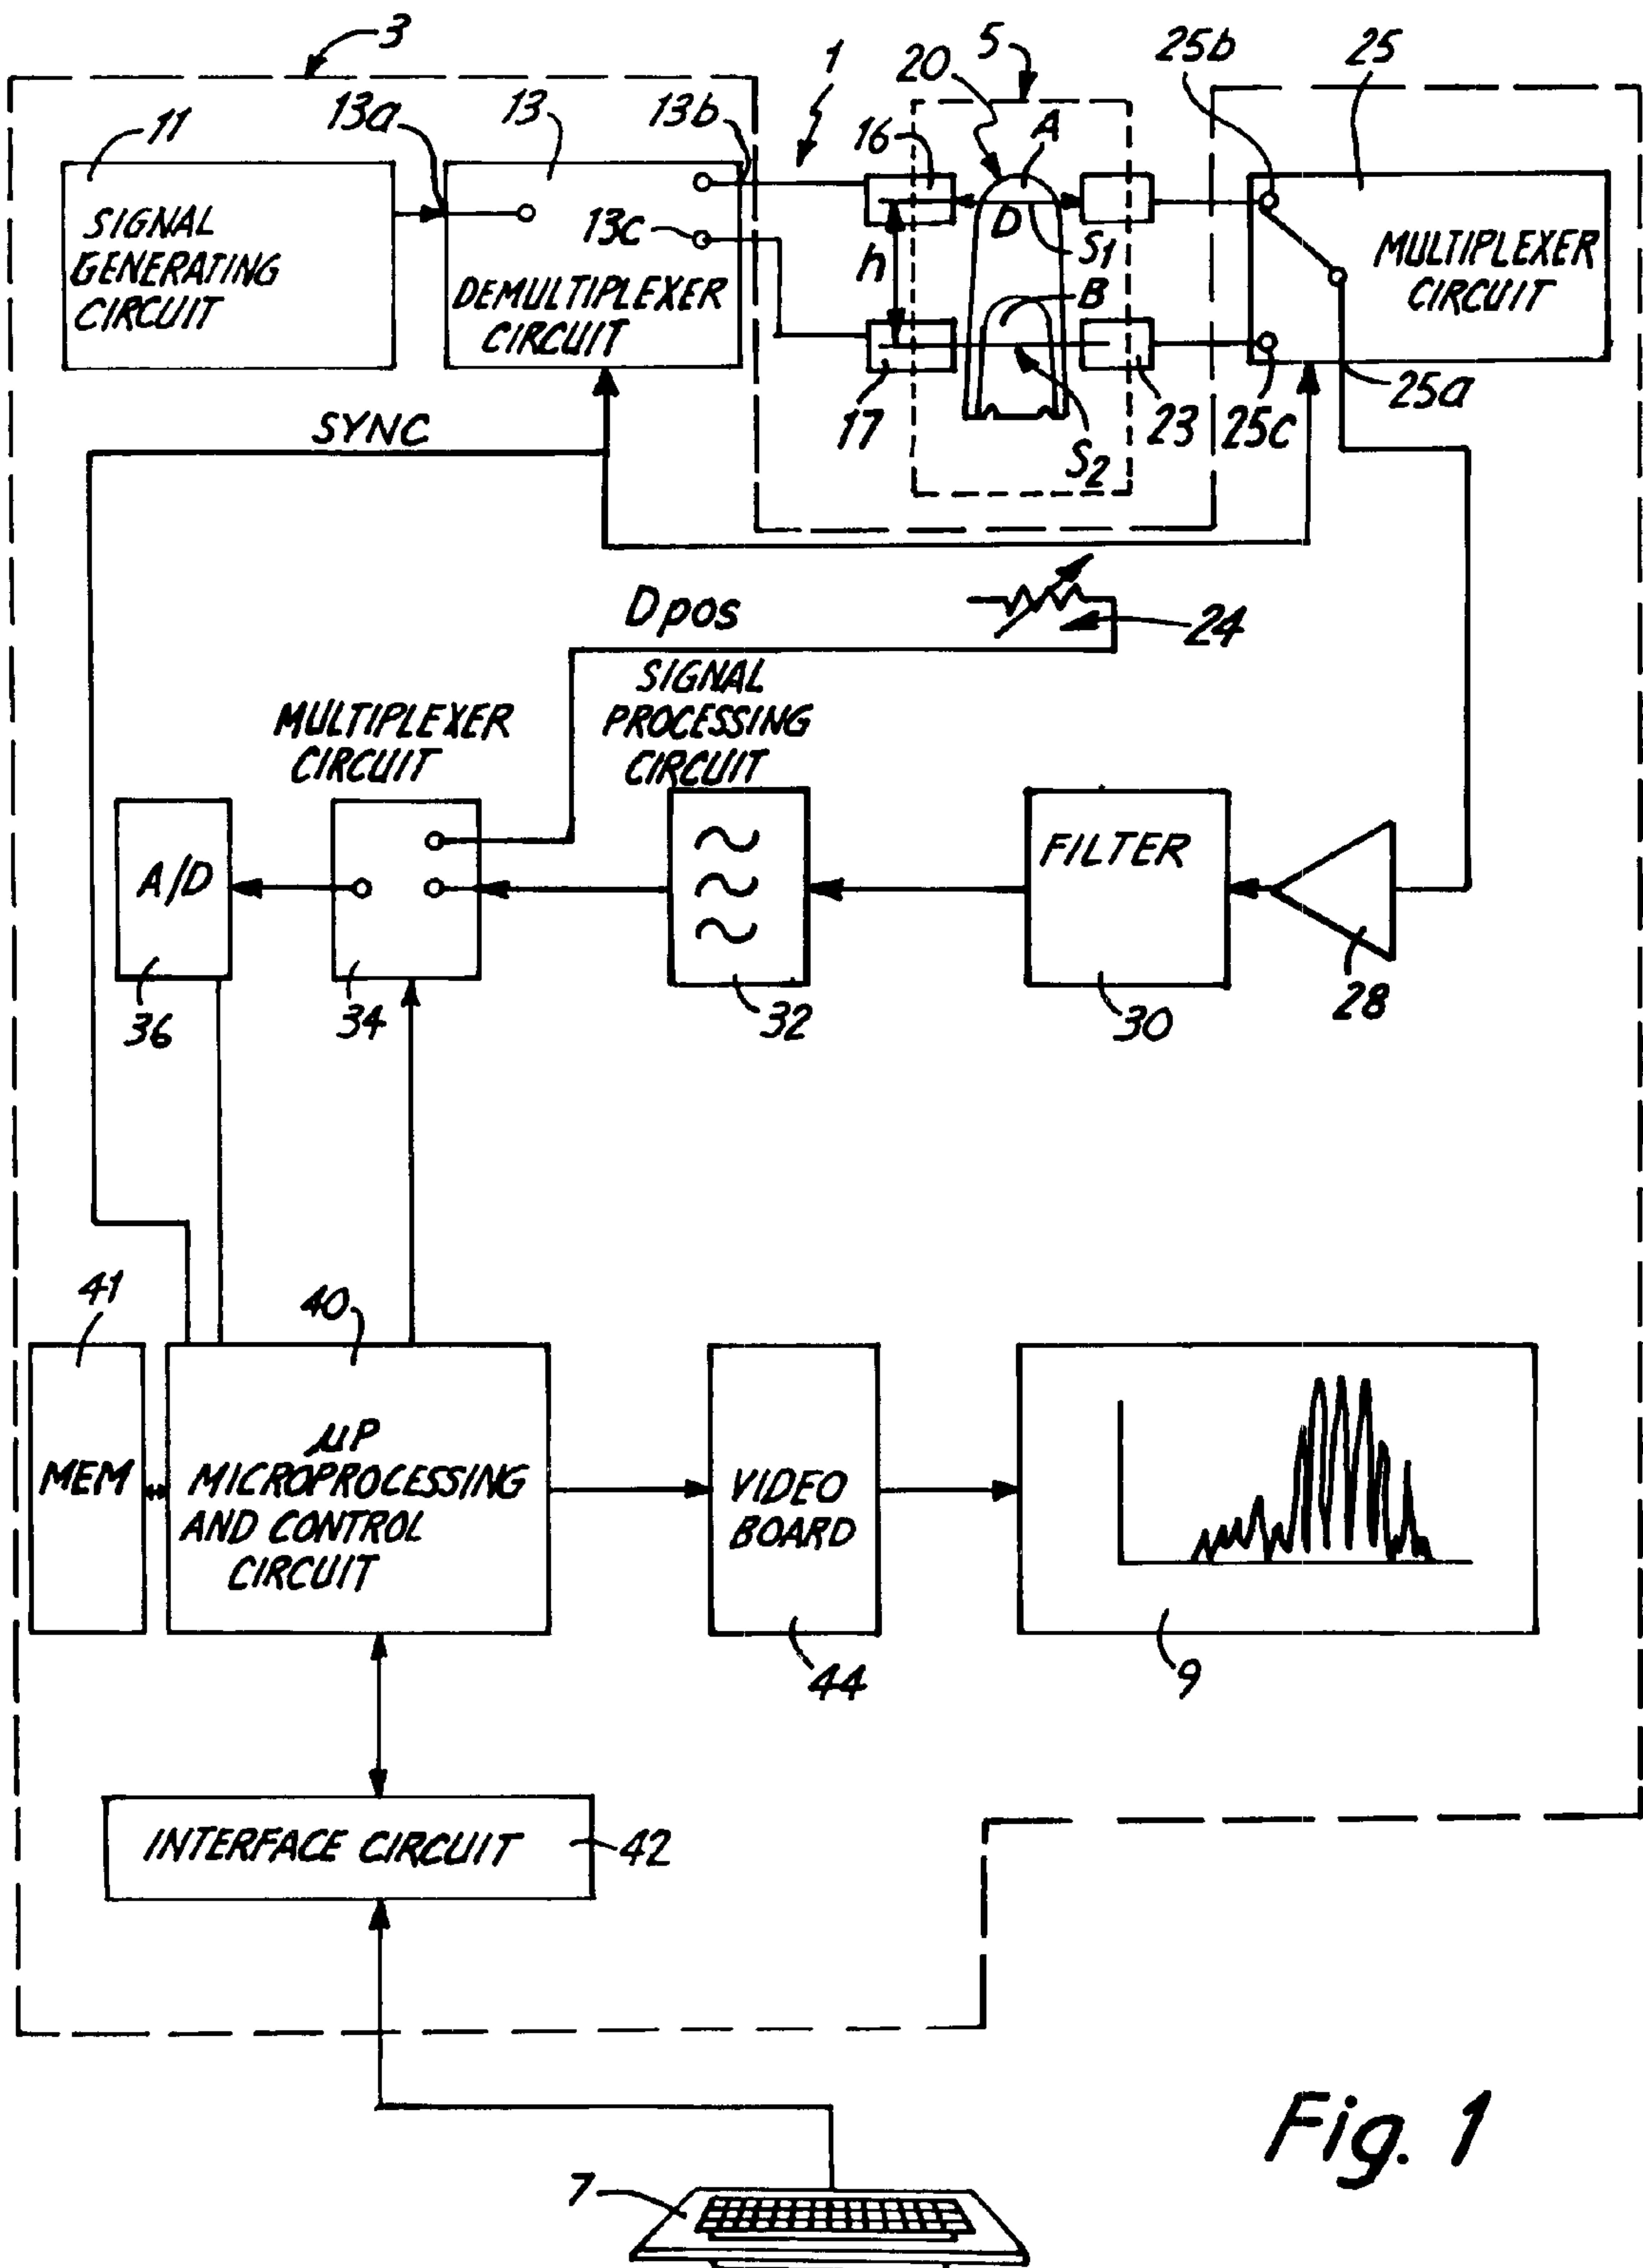 3
1
20
5
25b
25
11
13a
13
13b
16
A
SIGNAL
GENERATING
CIRCUIT
13c
DEMULTIPLEXER
CIRCUIT
D
S1
h
B
MULTIPLEXER
CIRCUIT
17
S2
23
25c
25a
SYNC
Dpos
24
SIGNAL
PROCESSING
CIRCUIT
MULTIPLEXER
CIRCUIT
A/D
FILTER
36
34
32
30
28
41
40
MEM
μP
MICROPROCESSING
AND CONTROL
CIRCUIT
VIDEO
BOARD
44
9
INTERFACE CIRCUIT
42
7
Fig. 1